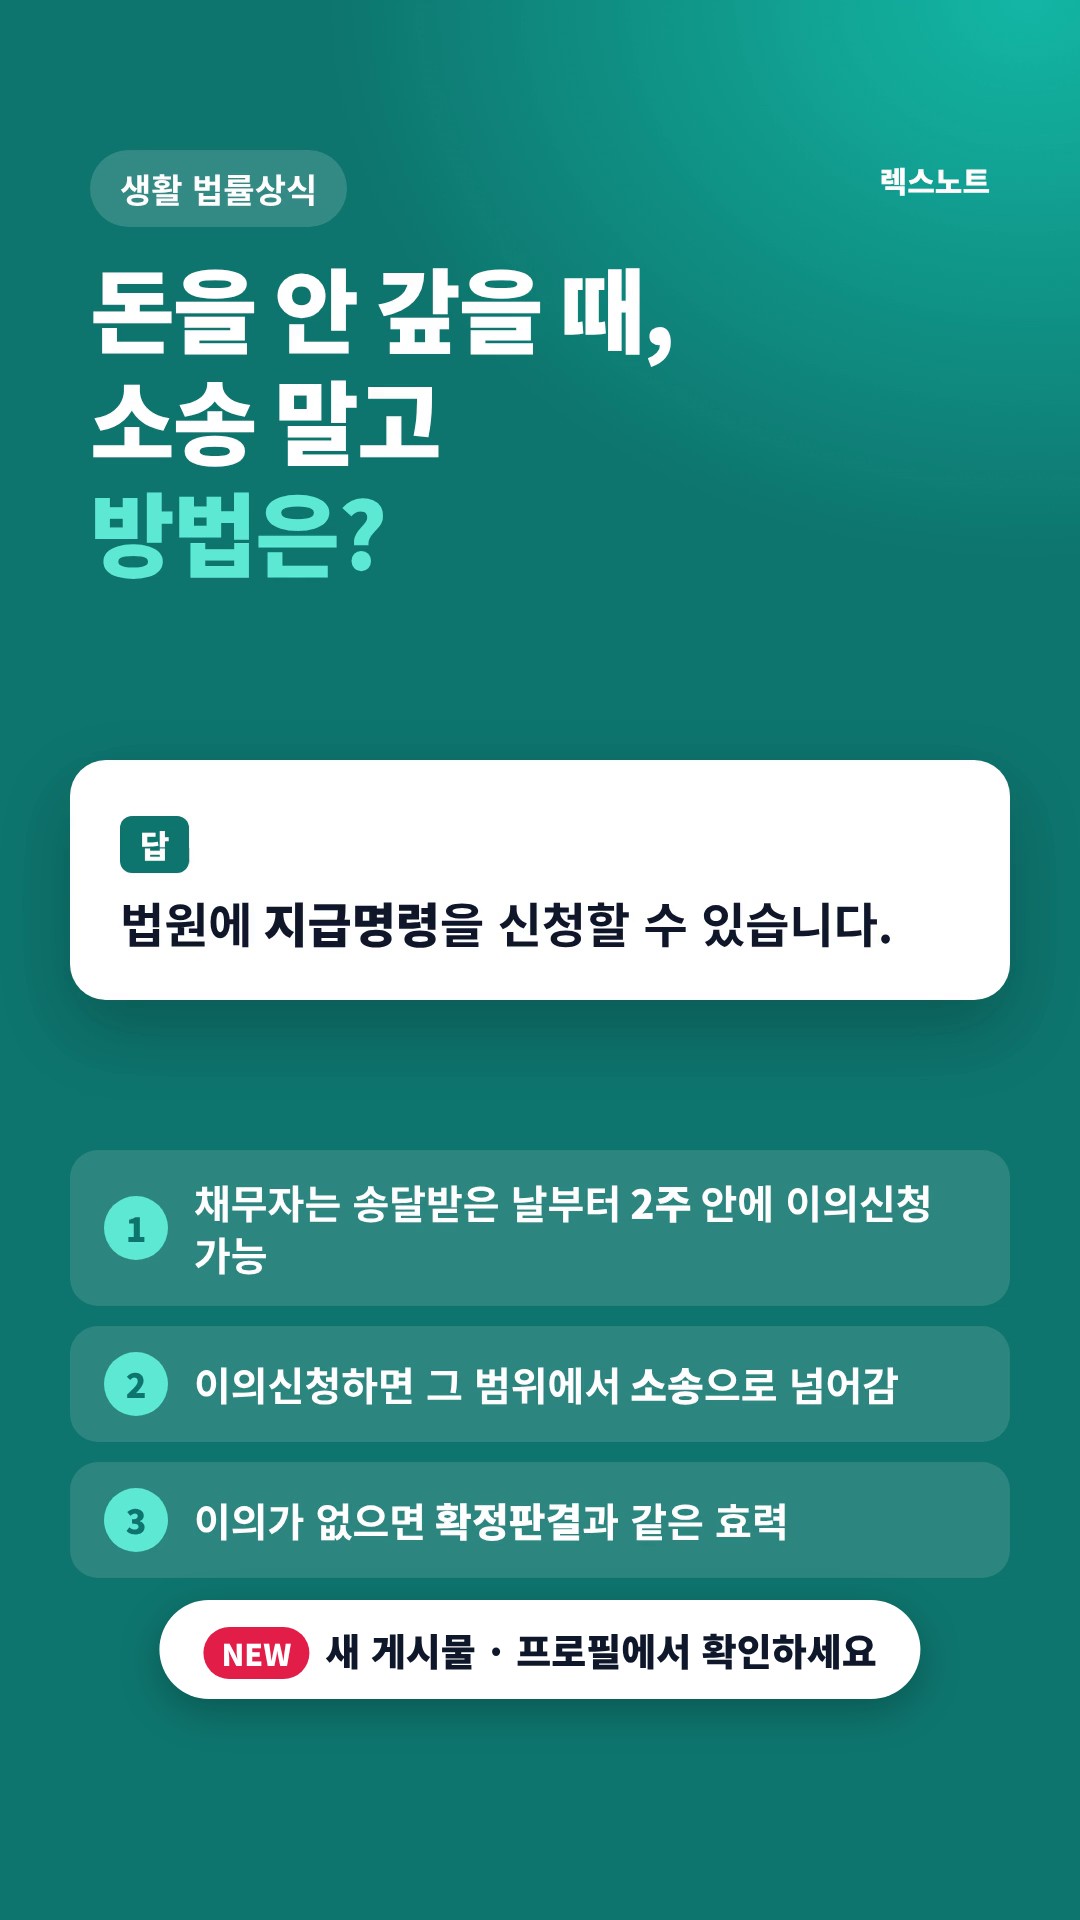 생활 법률상식
렉스노트
돈을 안 갚을 때,
소송 말고
방법은?
답
법원에 지급명령을 신청할 수 있습니다.
1 채무자는 송달받은 날부터 2주 안에 이의신청
가능
2 이의신청하면 그 범위에서 소송으로 넘어감
3 이의가 없으면 확정판결과 같은 효력
NEW 새 게시물 · 프로필에서 확인하세요